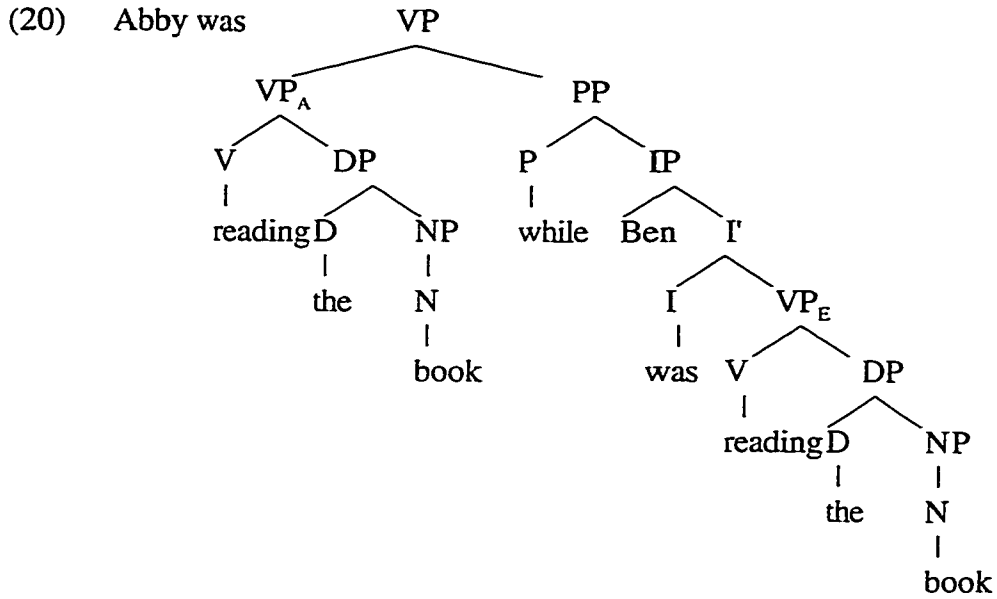 (20) Abby was VP
VP_A PP
V DP P IP
reading D NP while Ben I'
the N I VP_E
book was V DP
reading D NP
the N
book